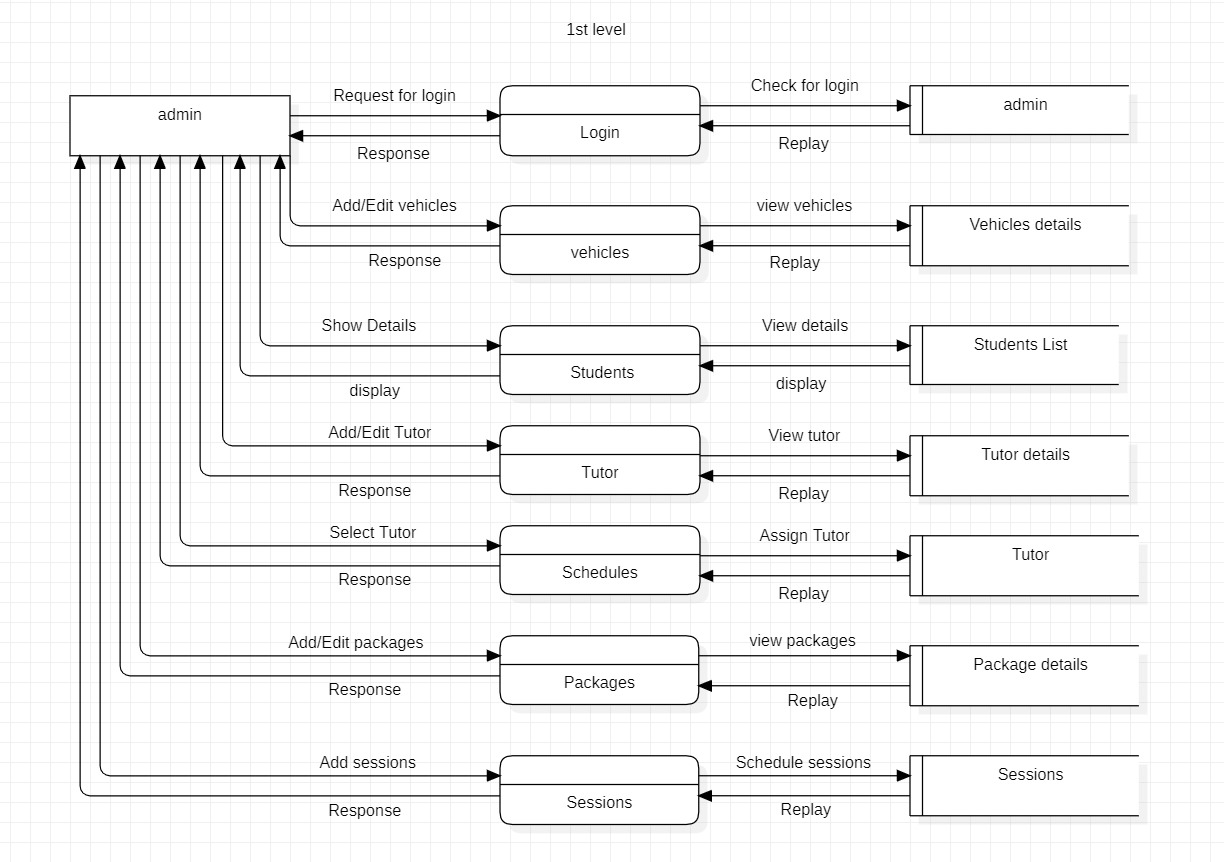 1st level
admin
Request for login
Response
Login
Check for login
Replay
admin
Add/Edit vehicles
Response
vehicles
view vehicles
Replay
Vehicles details
Show Details
display
Students
View details
display
Students List
Add/Edit Tutor
Response
Tutor
View tutor
Replay
Tutor details
Select Tutor
Response
Schedules
Assign Tutor
Replay
Tutor
Add/Edit packages
Response
Packages
view packages
Replay
Package details
Add sessions
Response
Sessions
Schedule sessions
Replay
Sessions